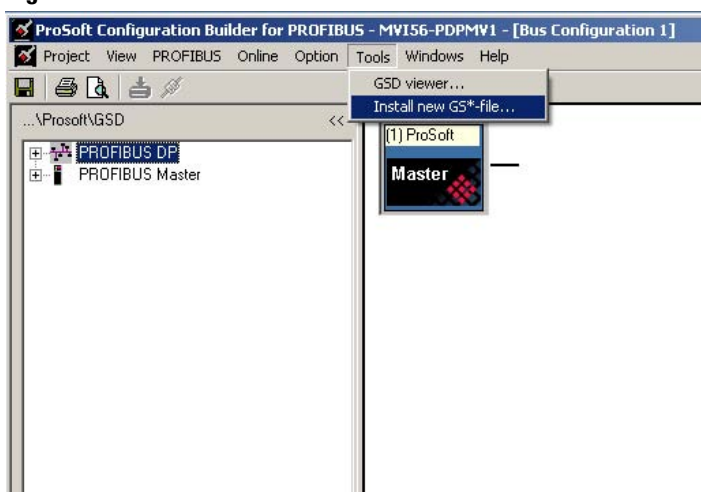 ProSoft Configuration Builder for PROFIBUS - MVI56-PDPMV1 - [Bus Configuration 1]
Project View PROFIBUS Online Option Tools Windows Help
GSD viewer...
Install new GS*-file...
...\Prosoft\GSD <<
(1) ProSoft
Master
PROFIBUS DP
PROFIBUS Master